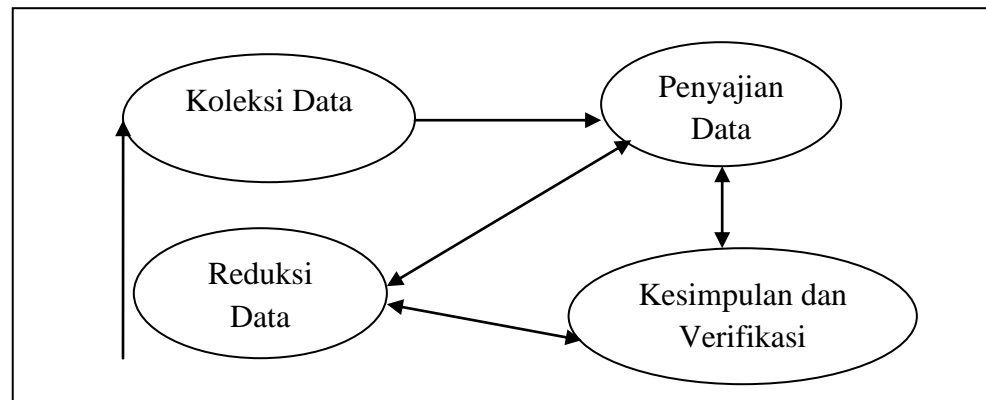 Koleksi Data
Penyajian
Data
Reduksi
Data
Kesimpulan dan
Verifikasi